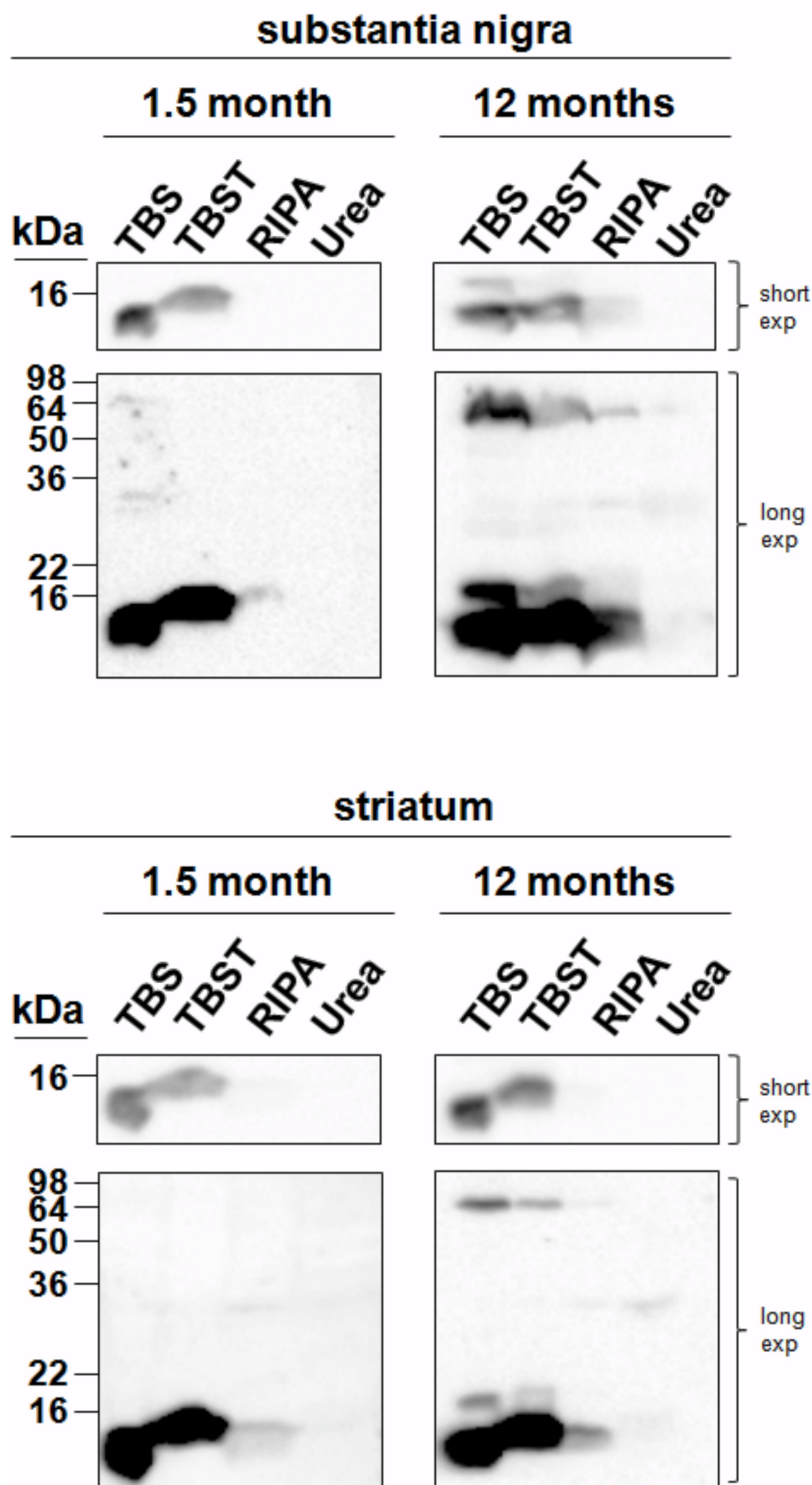 substantia nigra
1.5 month 12 months
kDa TBS TBST RIPA Urea TBS TBST RIPA Urea
16 short
exp
98
64
50
36
22
16
long
exp
striatum
1.5 month 12 months
kDa TBS TBST RIPA Urea TBS TBST RIPA Urea
16 short
exp
98
64
50
36
22
16
long
exp